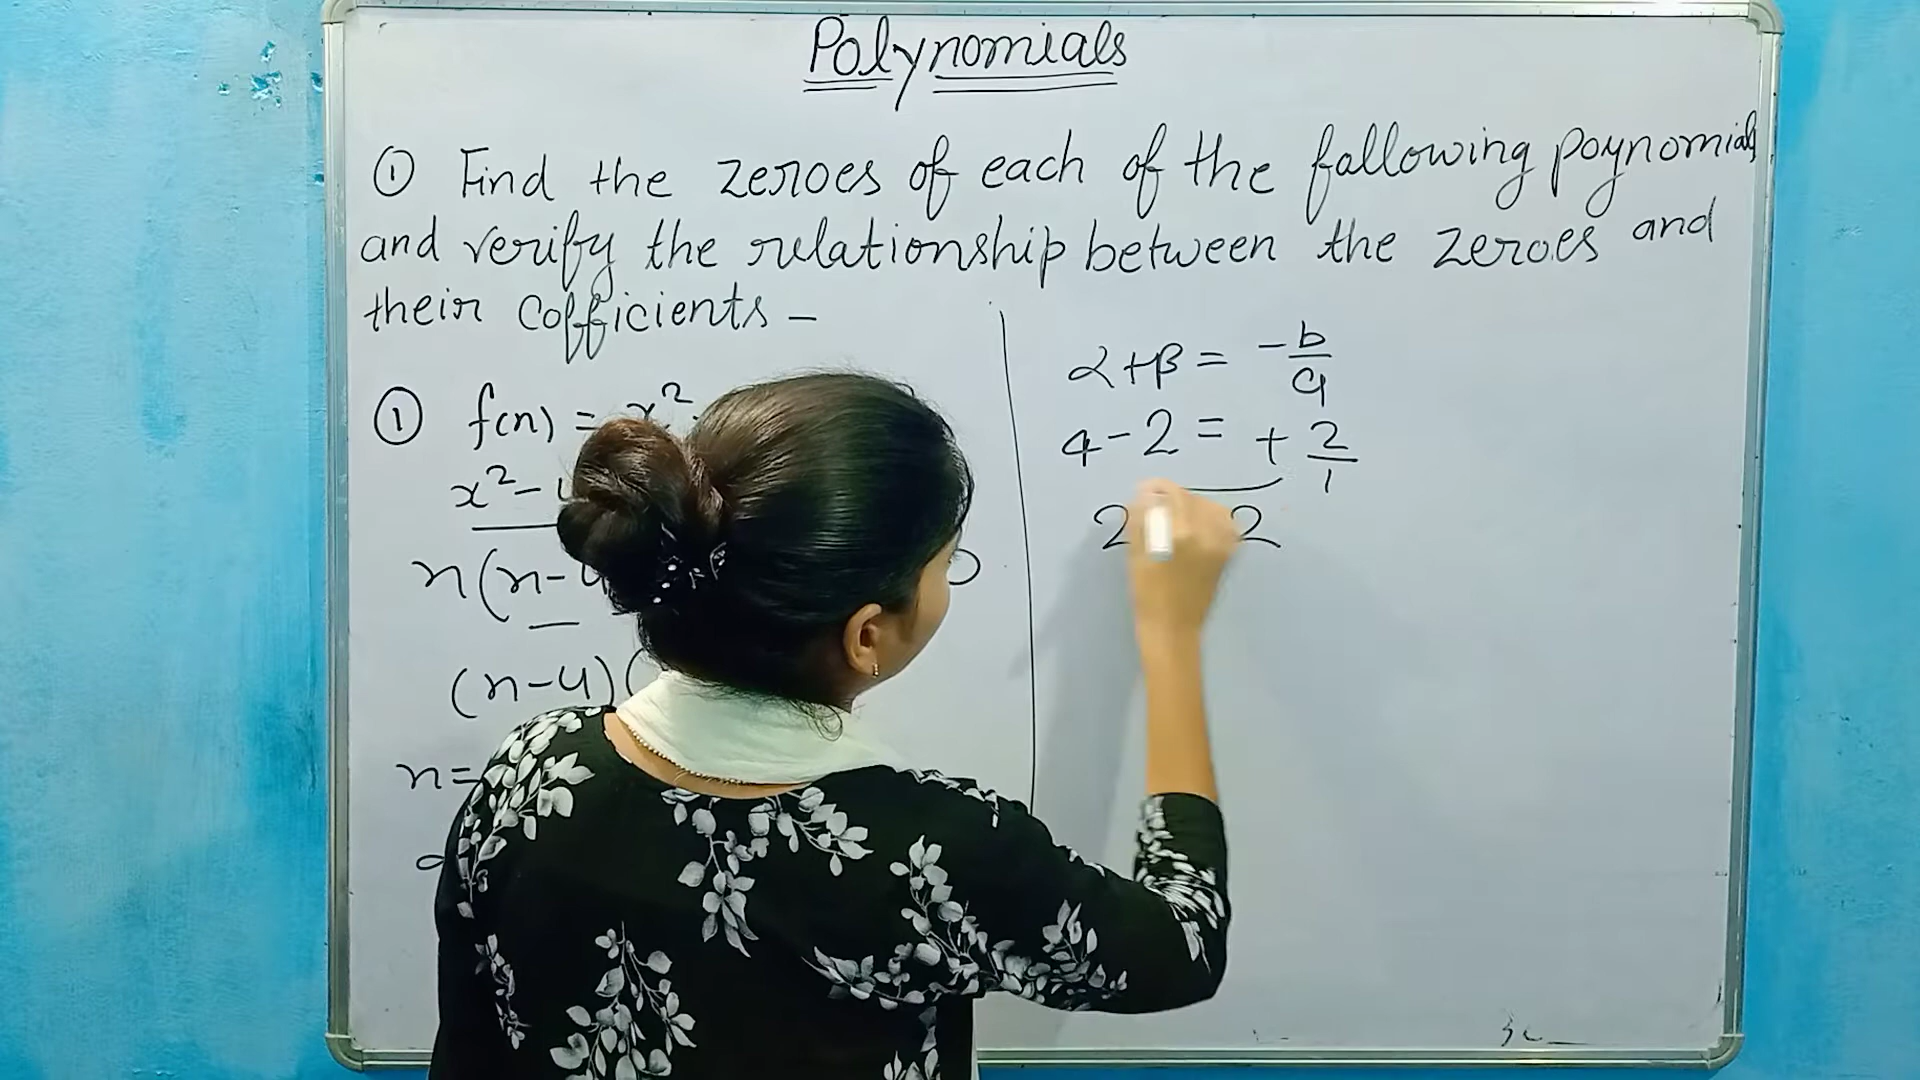 Polynomials
① Find the zeroes of each of the fallowing poynomials
and verify the relationship between the zeroes and
their Cofficients –
① f(n) = x²
x² –
n(n-4
(n-4)(
n=
α+β = -b/a
4-2 = +2/1
2 2